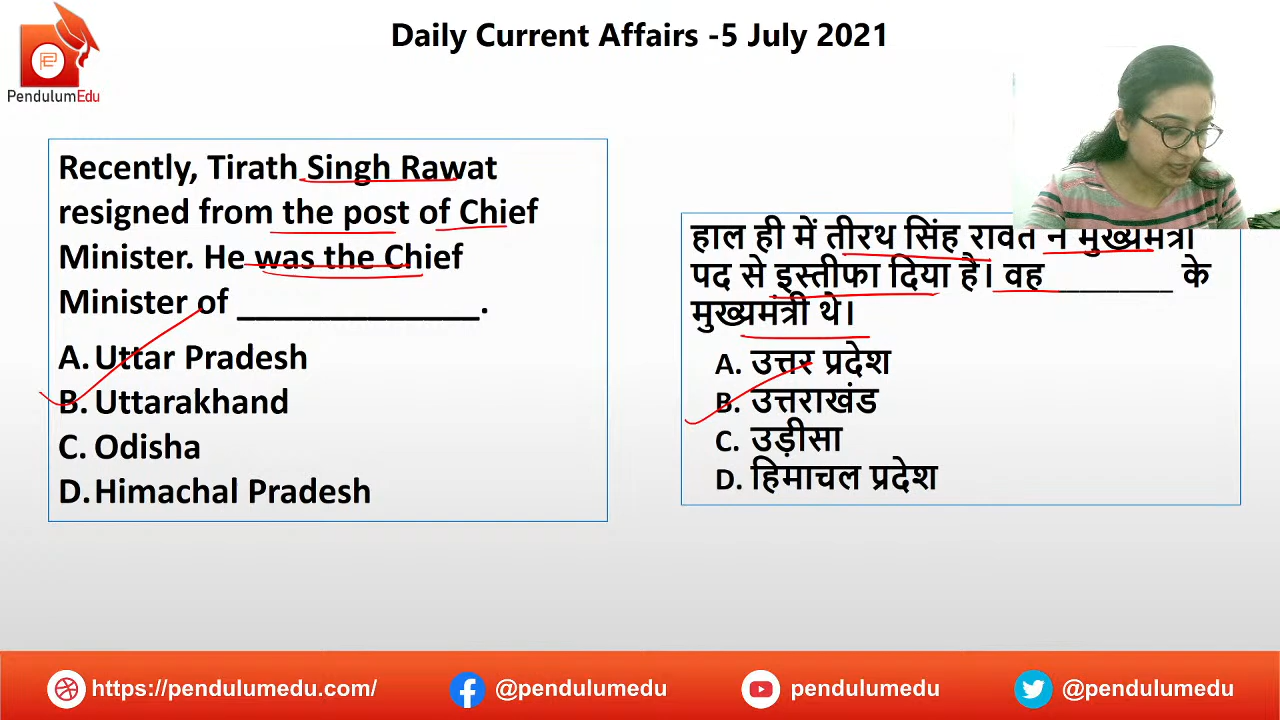 Daily Current Affairs -5 July 2021
PendulumEdu
Recently, Tirath Singh Rawat
resigned from the post of Chief
Minister. He was the Chief
Minister of _____________.
A. Uttar Pradesh
B. Uttarakhand
C. Odisha
D. Himachal Pradesh
हाल ही में तीरथ सिंह रावत ने मुख्यमंत्री
पद से इस्तीफा दिया है। वह ______ के
मुख्यमंत्री थे।
A. उत्तर प्रदेश
B. उत्तराखंड
C. उड़ीसा
D. हिमाचल प्रदेश
https://pendulumedu.com/
@pendulumedu
pendulumedu
@pendulumedu